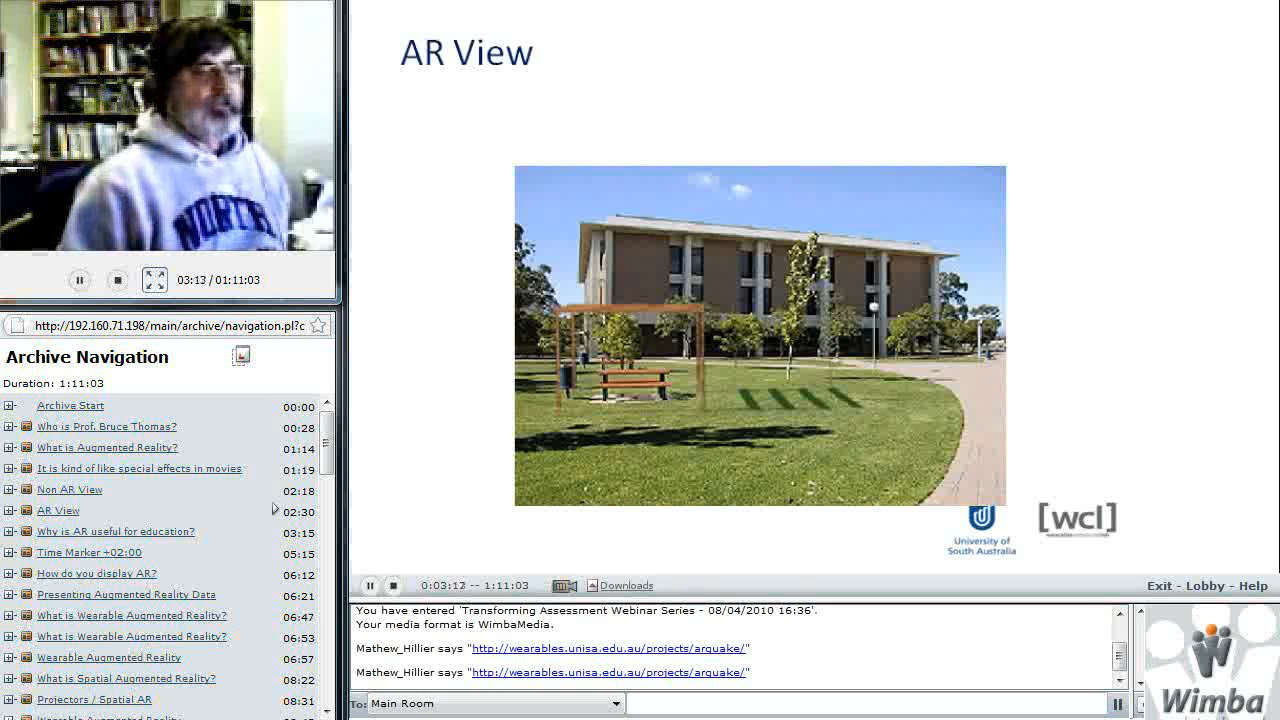 AR View
NORTH
03:13 / 01:11:03
http://192.160.71.198/main/archive/navigation.pl?c
Archive Navigation
Duration: 1:11:03
Archive Start 00:00
Who is Prof. Bruce Thomas? 00:28
What is Augmented Reality? 01:14
It is kind of like special effects in movies 01:19
Non AR View 02:18
AR View 02:30
Why is AR useful for education? 03:15
Time Marker +02:00 05:15
How do you display AR? 06:12
Presenting Augmented Reality Data 06:21
What is Wearable Augmented Reality? 06:47
What is Wearable Augmented Reality? 06:53
Wearable Augmented Reality 06:57
What is Spatial Augmented Reality? 08:22
Projectors / Spatial AR 08:31
Wearable Augmented Reality
University of
South Australia
[wcl]
0:03:17 -- 1:11:03 Downloads Exit - Lobby - Help
You have entered 'Transforming Assessment Webinar Series - 08/04/2010 16:36'.
Your media format is WimbaMedia.
Mathew_Hillier says "http://wearables.unisa.edu.au/projects/arquake/"
Mathew_Hillier says "http://wearables.unisa.edu.au/projects/arquake/"
To: Main Room
Wimba